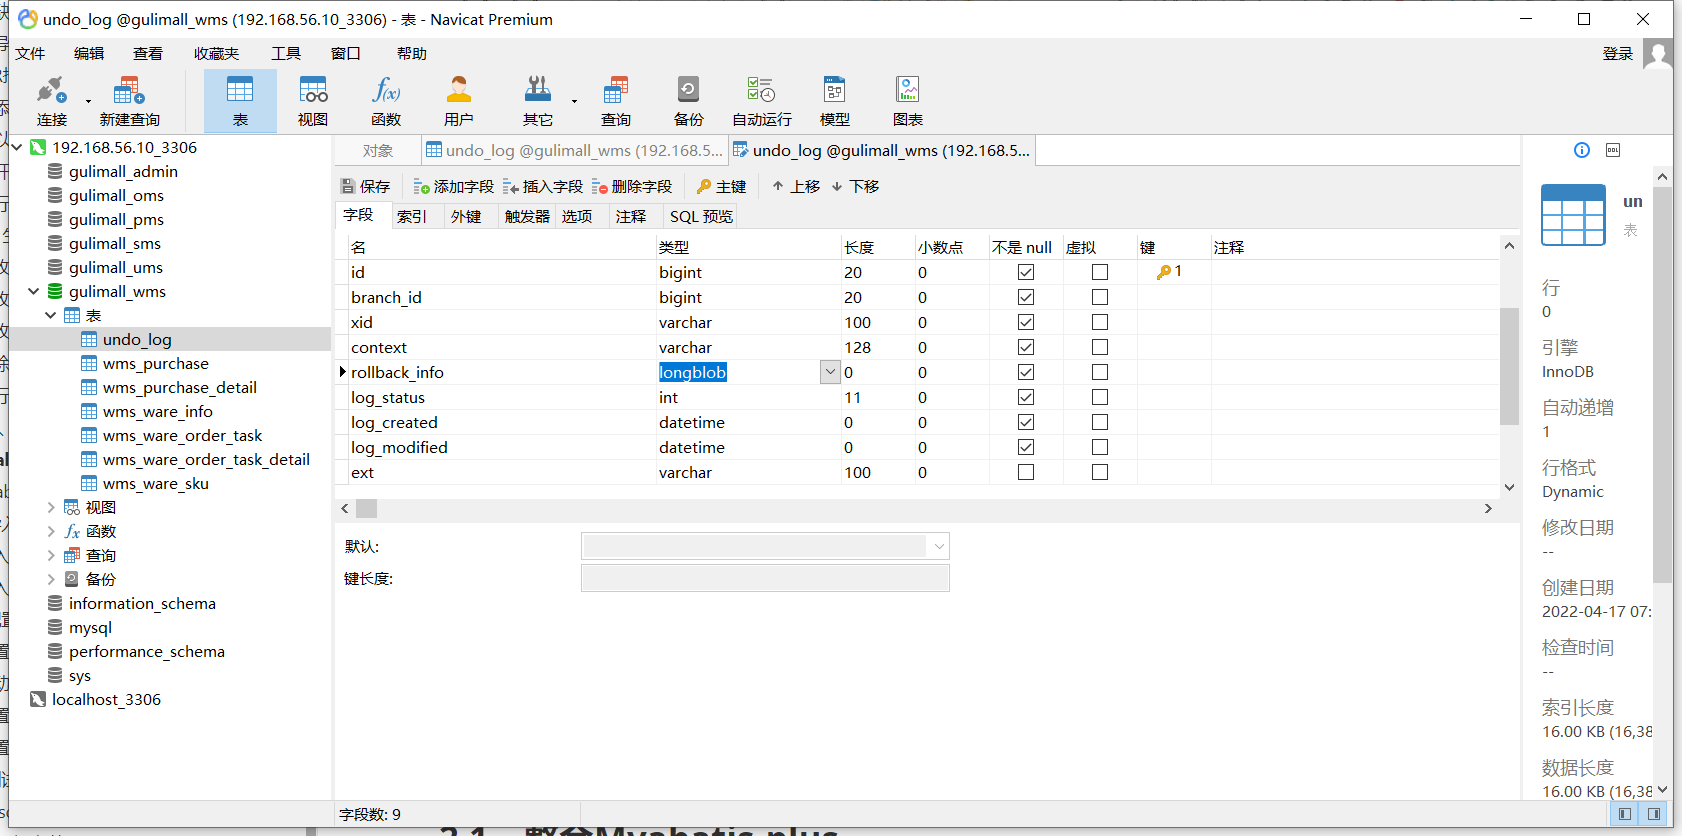 undo_log @gulimall_wms (192.168.56.10_3306) - 表 - Navicat Premium
文件 编辑 查看 收藏夹 工具 窗口 帮助 登录
连接 新建查询 表 视图 函数 用户 其它 查询 备份 自动运行 模型 图表
192.168.56.10_3306
gulimall_admin
gulimall_oms
gulimall_pms
gulimall_sms
gulimall_ums
gulimall_wms
表
undo_log
wms_purchase
wms_purchase_detail
wms_ware_info
wms_ware_order_task
wms_ware_order_task_detail
wms_ware_sku
视图
函数
查询
备份
information_schema
mysql
performance_schema
sys
localhost_3306
对象 undo_log @gulimall_wms (192.168.5... undo_log @gulimall_wms (192.168.5...
保存 添加字段 插入字段 删除字段 主键 上移 下移
字段 索引 外键 触发器 选项 注释 SQL 预览
名 类型 长度 小数点 不是 null 虚拟 键 注释
id bigint 20 0 1
branch_id bigint 20 0
xid varchar 100 0
context varchar 128 0
rollback_info longblob 0 0
log_status int 11 0
log_created datetime 0 0
log_modified datetime 0 0
ext varchar 100 0
默认:
键长度:
字段数: 9
DDL
un
表
行
0
引擎
InnoDB
自动递增
1
行格式
Dynamic
修改日期
--
创建日期
2022-04-17 07:
检查时间
--
索引长度
16.00 KB (16,38
数据长度
16.00 KB (16,38